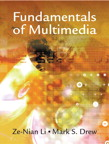 Fundamentals
of Multimedia
Ze-Nian Li • Mark S. Drew